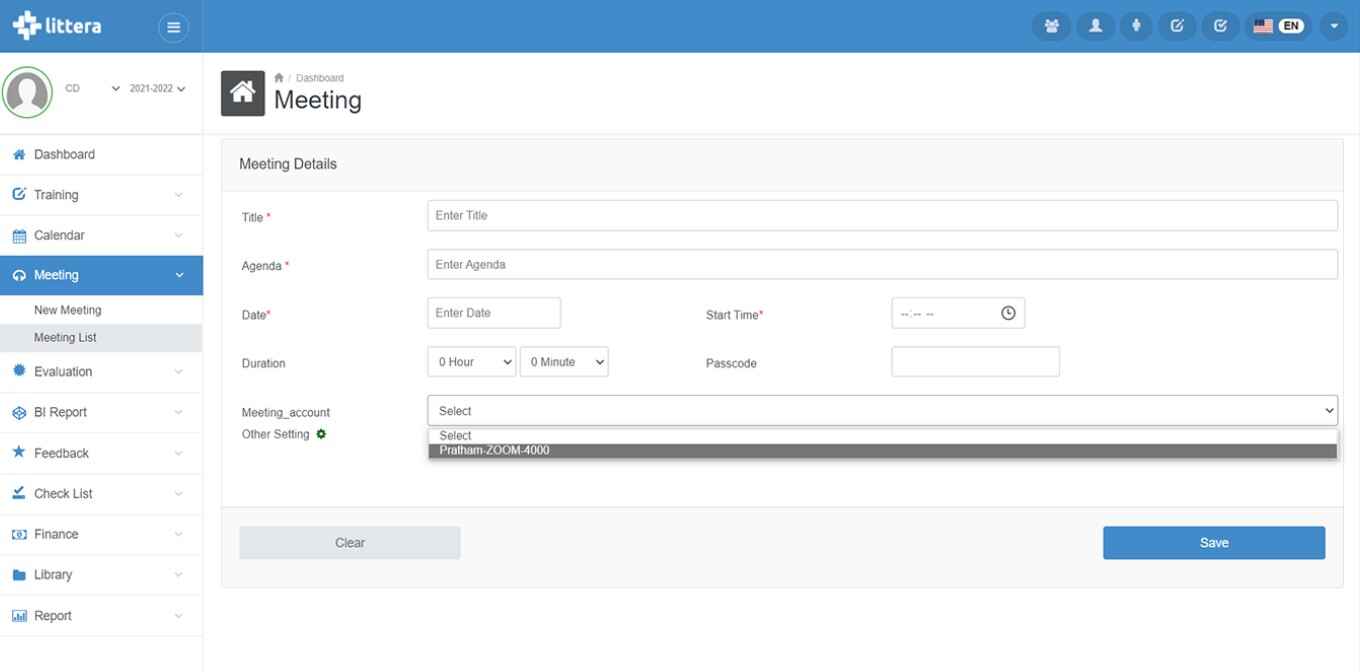 littera
EN
CD 2021-2022
/ Dashboard
Meeting
Dashboard
Training
Calendar
Meeting
New Meeting
Meeting List
Evaluation
BI Report
Feedback
Check List
Finance
Library
Report
Meeting Details
Title * Enter Title
Agenda * Enter Agenda
Date* Enter Date Start Time* --:-- --
Duration 0 Hour 0 Minute Passcode
Meeting_account Select
Other Setting Select
Pratham-ZOOM-4000
Clear Save